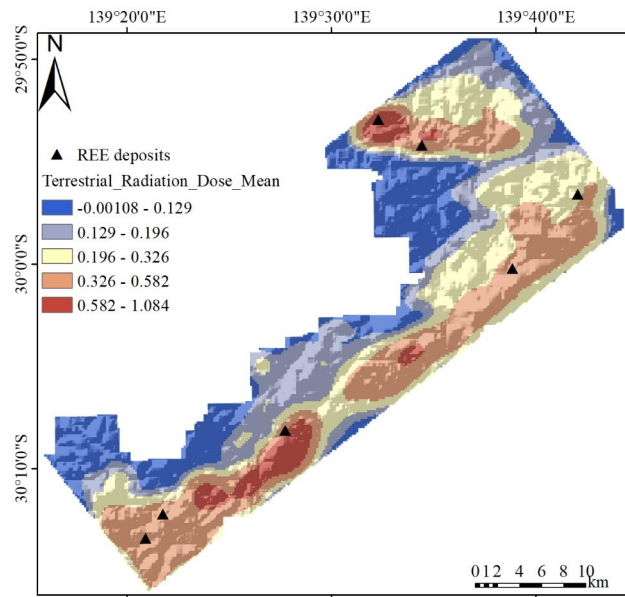 139°20'0"E 139°30'0"E 139°40'0"E
29°50'0"S
30°0'0"S
30°10'0"S
N
REE deposits
Terrestrial_Radiation_Dose_Mean
-0.00108 - 0.129
0.129 - 0.196
0.196 - 0.326
0.326 - 0.582
0.582 - 1.084
0 1 2 4 6 8 10
km